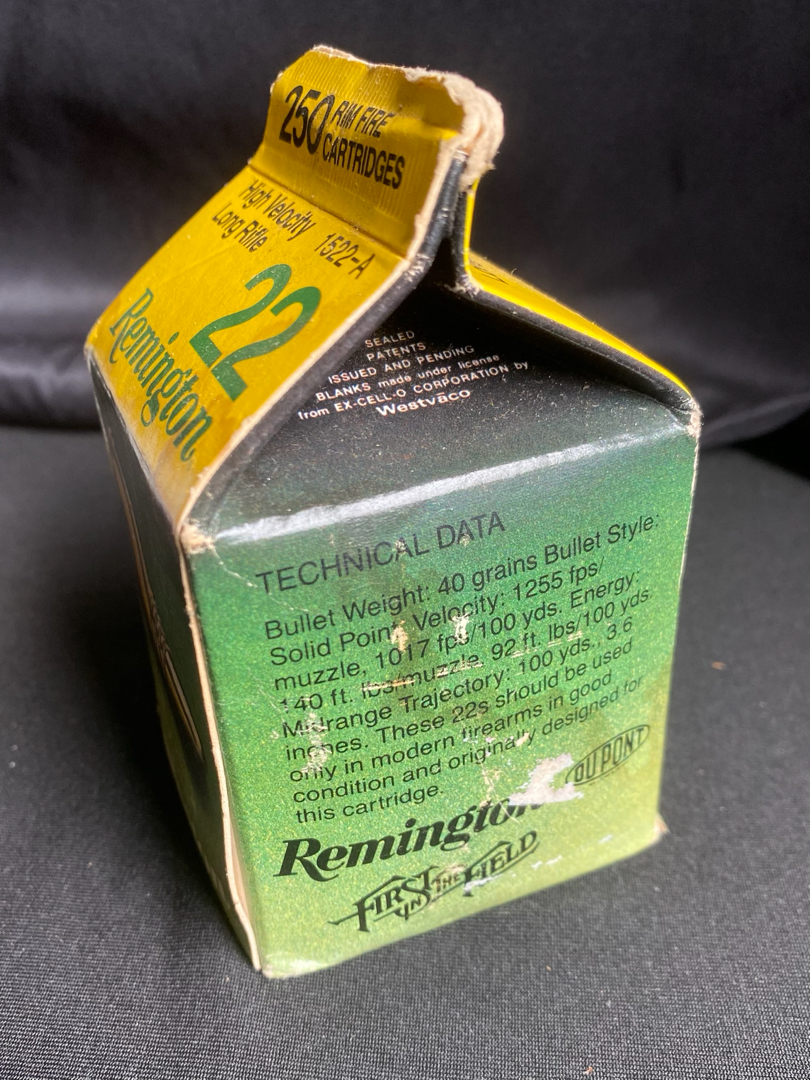 250 RIM FIRE
CARTRIDGES
High Velocity
Long Rifle 1522-A
22
Remington
SEALED
PATENTS
ISSUED AND PENDING
BLANKS made under license
from EX-CELL-O CORPORATION by
Westvāco
TECHNICAL DATA
Bullet Weight: 40 grains Bullet Style:
Solid Point Velocity: 1255 fps/
muzzle, 1017 fps/100 yds. Energy:
140 ft. lbs/muzzle, 92 ft. lbs/100 yds.
Midrange Trajectory: 100 yds., 3.6
inches. These 22s should be used
only in modern firearms in good
condition and originally designed for
this cartridge.
DU PONT
Remington
FIRST IN THE FIELD